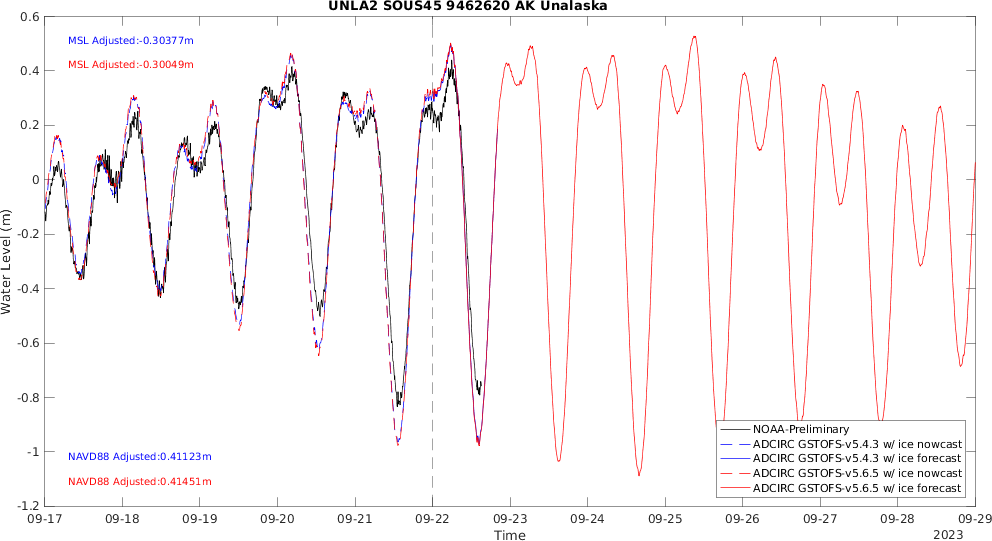 UNLA2 SOUS45 9462620 AK Unalaska
0.6
0.4
0.2
0
-0.2
-0.4
-0.6
-0.8
-1
-1.2
Water Level (m)
MSL Adjusted:-0.30377m
MSL Adjusted:-0.30049m
NAVD88 Adjusted:0.41123m
NAVD88 Adjusted:0.41451m
NOAA-Preliminary
ADCIRC GSTOFS-v5.4.3 w/ ice nowcast
ADCIRC GSTOFS-v5.4.3 w/ ice forecast
ADCIRC GSTOFS-v5.6.5 w/ ice nowcast
ADCIRC GSTOFS-v5.6.5 w/ ice forecast
09-17 09-18 09-19 09-20 09-21 09-22 09-23 09-24 09-25 09-26 09-27 09-28 09-29
Time
2023